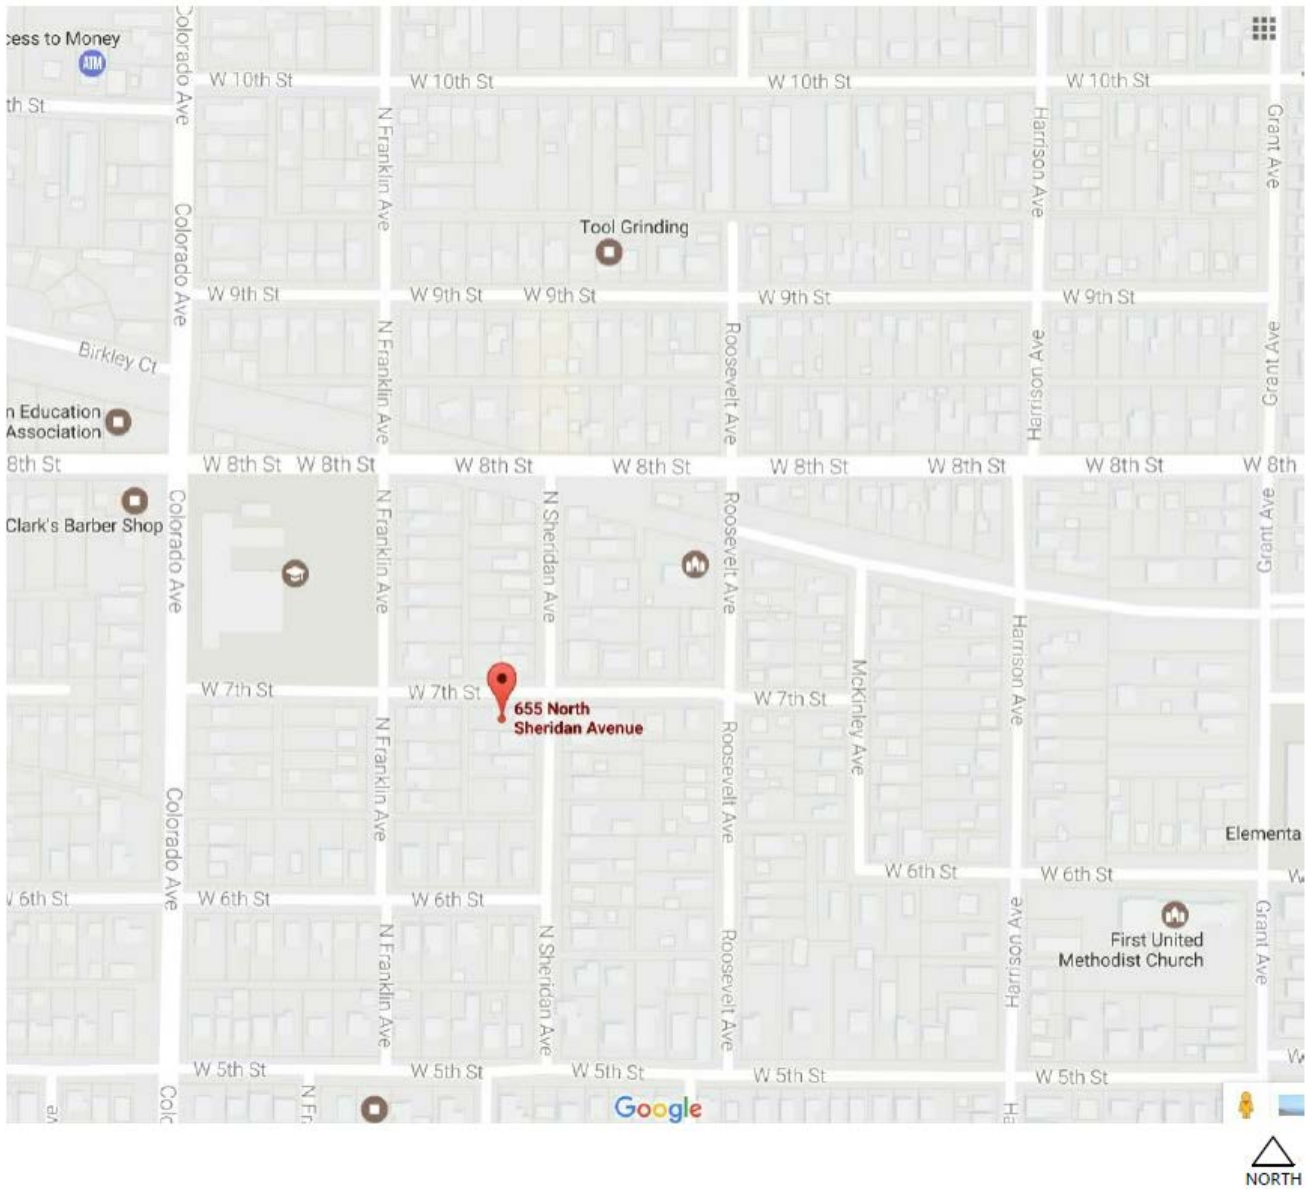 cess to Money
ATM
Colorado Ave
W 10th St
W 10th St
W 10th St
W 10th St
th St
N Franklin Ave
Harrison Ave
Grant Ave
Colorado Ave
Tool Grinding
W 9th St
W 9th St
W 9th St
W 9th St
W 9th St
Birkley Ct
N Franklin Ave
Roosevelt Ave
Harrison Ave
Grant Ave
n Education
Association
8th St
W 8th St
W 8th St
W 8th St
W 8th St
W 8th St
W 8th St
W 8th St
W 8th
Clark's Barber Shop
Colorado Ave
N Franklin Ave
N Sheridan Ave
Roosevelt Ave
Grant Ave
Harrison Ave
McKinley Ave
W 7th St
W 7th St
W 7th St
655 North
Sheridan Avenue
N Franklin Ave
Roosevelt Ave
Colorado Ave
Elementa
W 6th St
W 6th St
W
V 6th St
W 6th St
W 6th St
First United
Methodist Church
N Franklin Ave
N Sheridan Ave
Roosevelt Ave
Harrison Ave
Grant Ave
W
W 5th St
W 5th St
W 5th St
W 5th St
W 5th St
av
Colc
N Fr
Ha
Google
NORTH